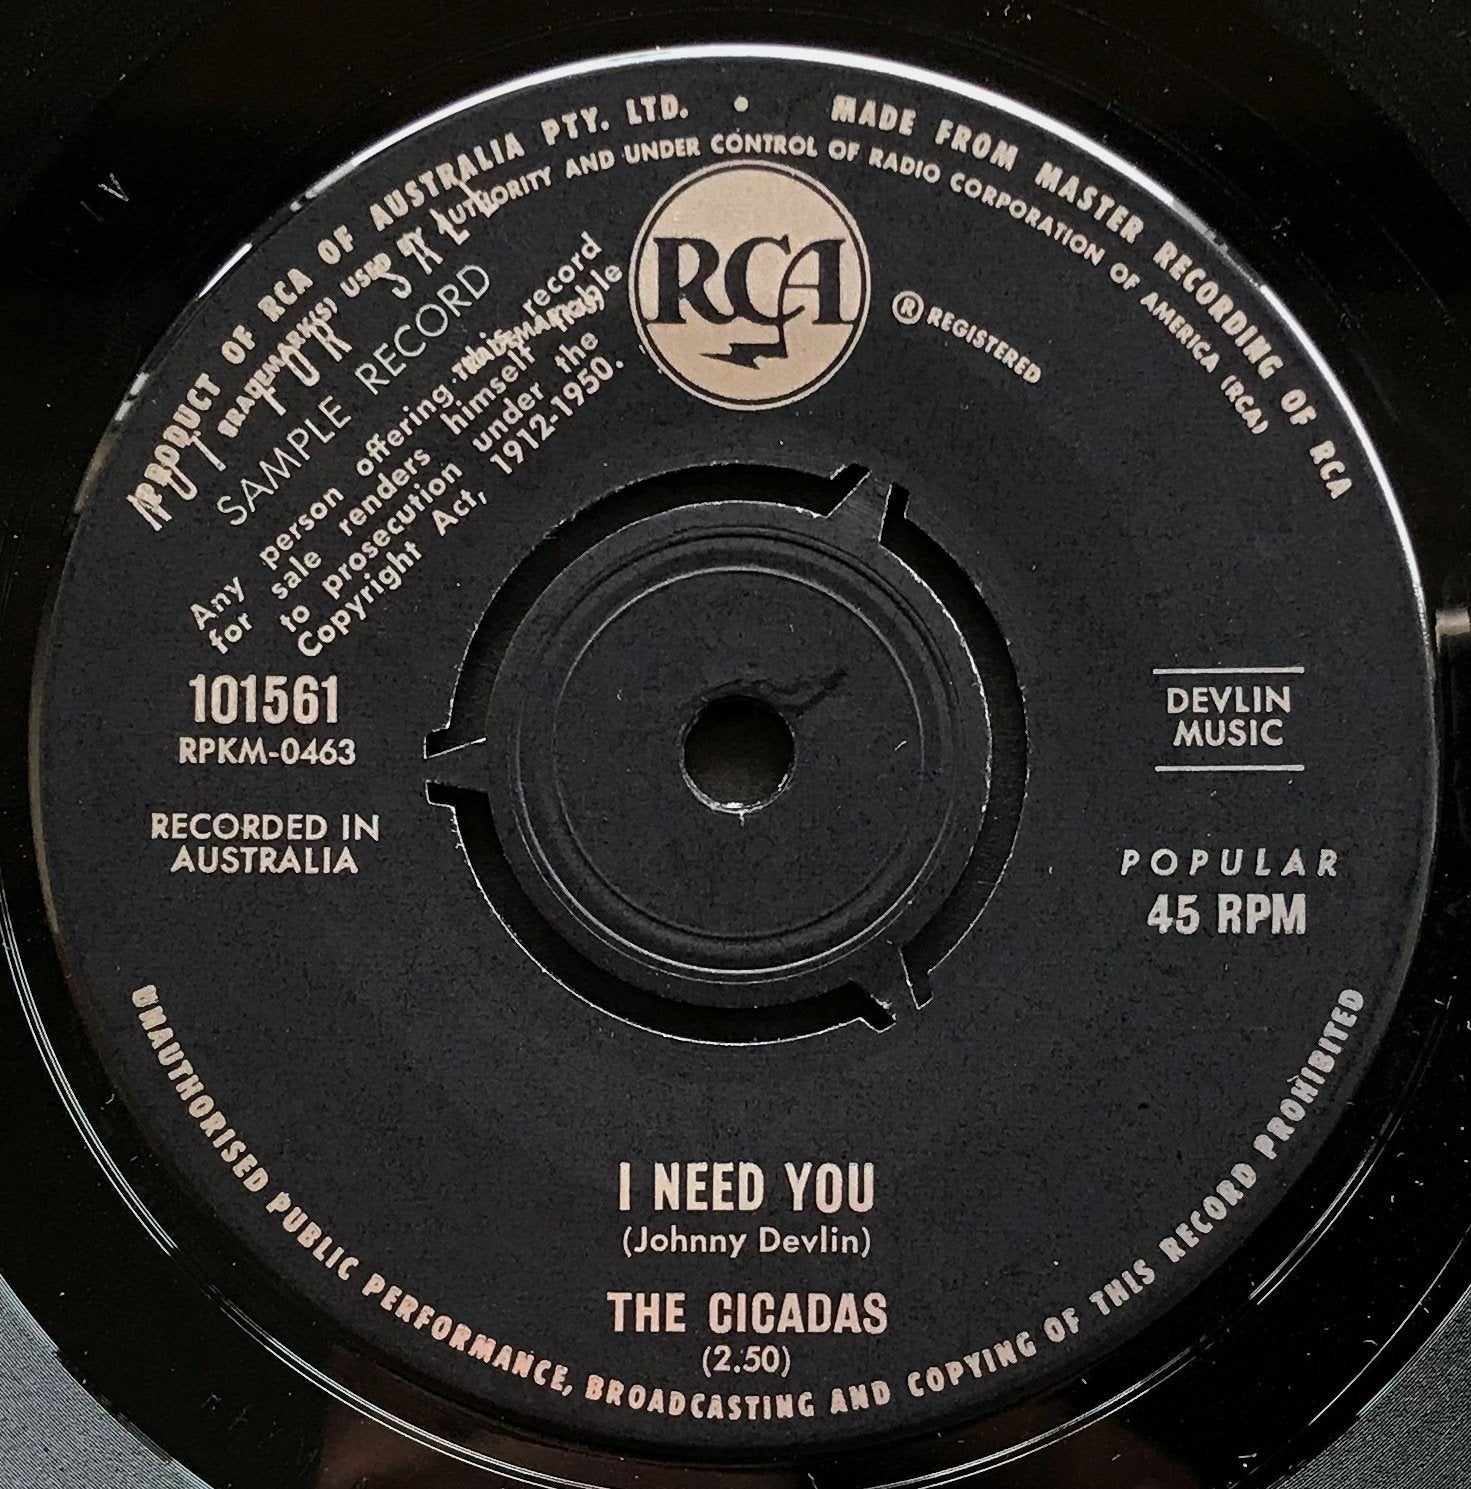 PRODUCT OF RCA OF AUSTRALIA PTY. LTD. • MADE FROM MASTER RECORDING OF RCA
TRADEMARK(S) USED BY AUTHORITY AND UNDER CONTROL OF RADIO CORPORATION OF AMERICA (RCA)
RCA
TRADEMARK(S) ® REGISTERED
NOT FOR SALE
SAMPLE RECORD
Any person offering this record
for sale renders himself liable
to prosecution under the
Copyright Act, 1912-1950.
101561
RPKM-0463
RECORDED IN
AUSTRALIA
DEVLIN
MUSIC
POPULAR
45 RPM
I NEED YOU
(Johnny Devlin)
THE CICADAS
(2.50)
UNAUTHORISED PUBLIC PERFORMANCE, BROADCASTING AND COPYING OF THIS RECORD PROHIBITED